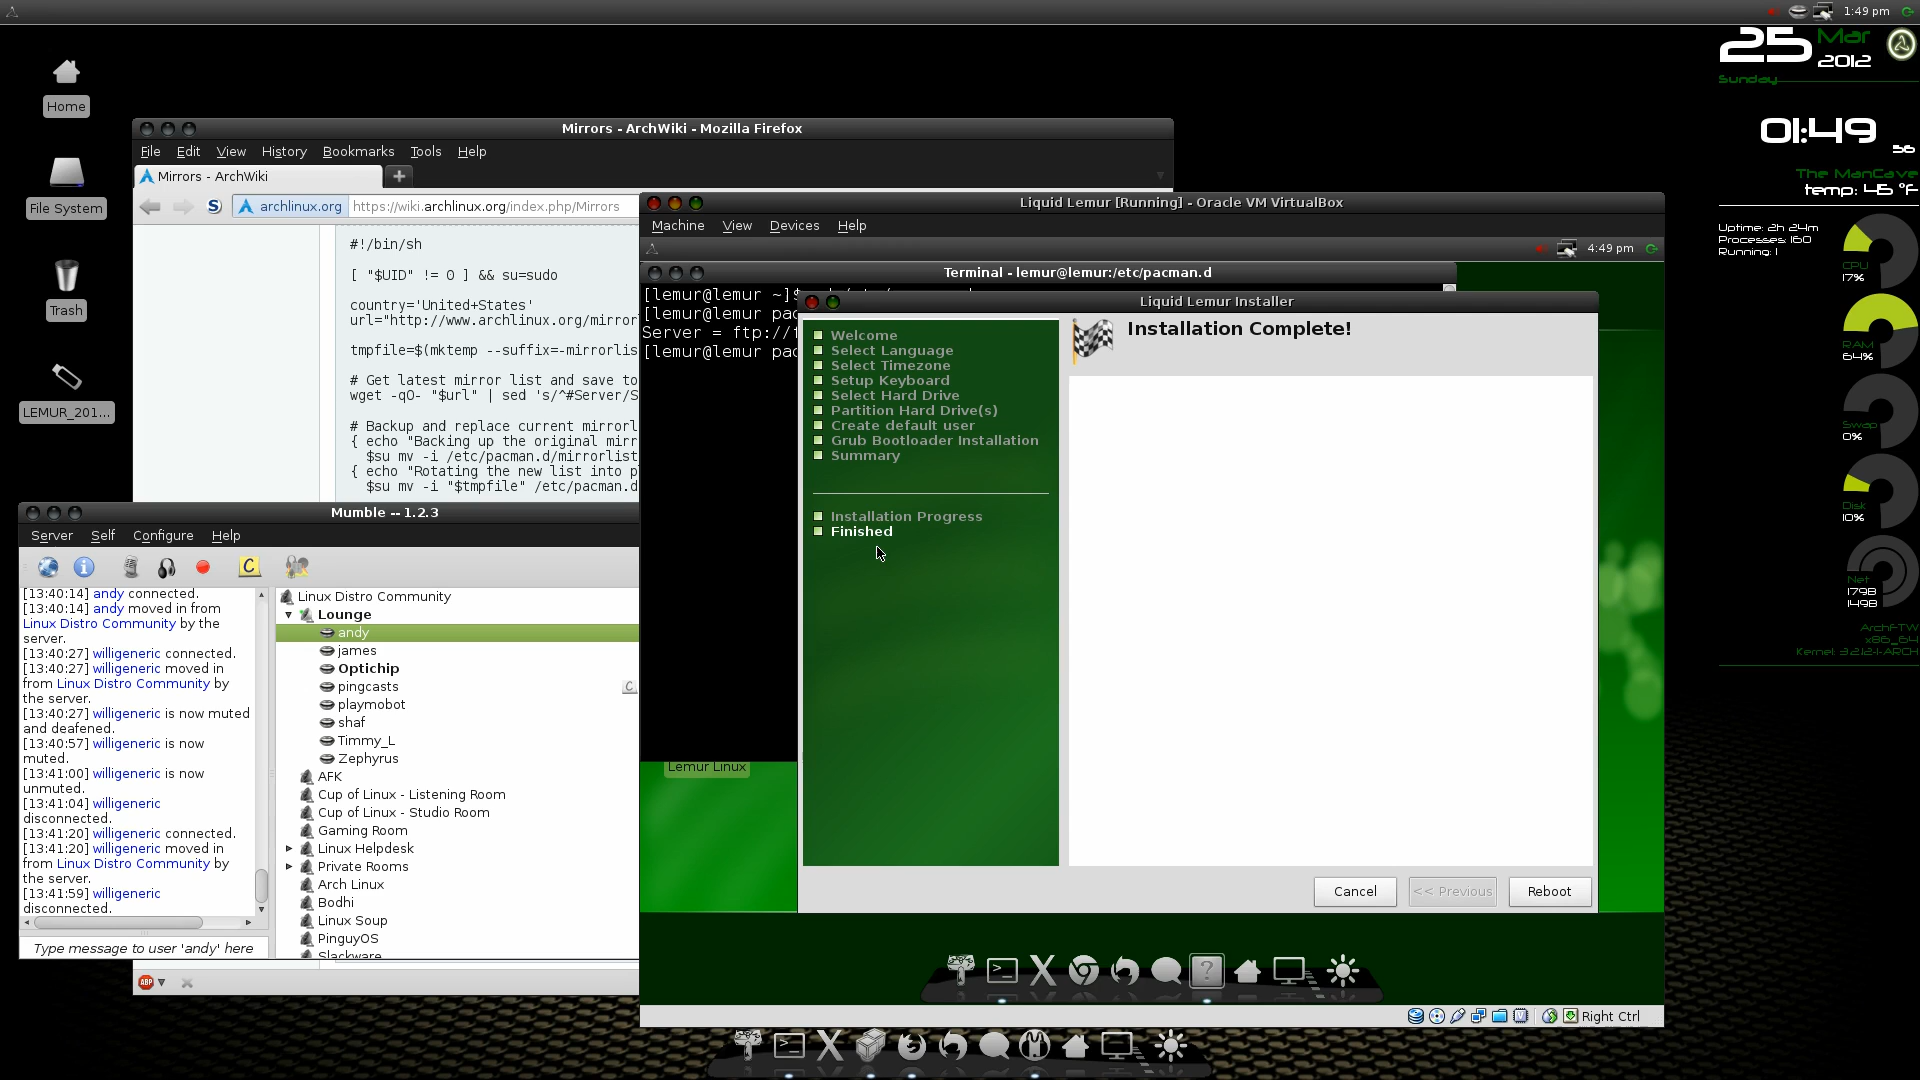 1:49 pm
25 Mar
2012
Sunday
01:49
56
The ManCave
temp: 45 °F
Uptime: 2h 24m
Processes: 160
Running: 1
CPU
17%
RAM
64%
Swap
0%
Disk
10%
Net
179B
149B
ArchFTW
x86_64
Kernel: 3.2.12-1-ARCH
Home
File System
Trash
LEMUR_201...
Mirrors - ArchWiki - Mozilla Firefox
File Edit View History Bookmarks Tools Help
Mirrors - ArchWiki
archlinux.org https://wiki.archlinux.org/index.php/Mirrors
#!/bin/sh
[ "$UID" != 0 ] && su=sudo
country='United+States'
url="http://www.archlinux.org/mirror
tmpfile=$(mktemp --suffix=-mirrorlis
# Get latest mirror list and save to
wget -qO- "$url" | sed 's/^#Server/S
# Backup and replace current mirrorl
{ echo "Backing up the original mirr
$su mv -i /etc/pacman.d/mirrorlist
{ echo "Rotating the new list into p
$su mv -i "$tmpfile" /etc/pacman.d
ABP
Mumble -- 1.2.3
Server Self Configure Help
[13:40:14] andy connected.
[13:40:14] andy moved in from
Linux Distro Community by the
server.
[13:40:27] willigeneric connected.
[13:40:27] willigeneric moved in
from Linux Distro Community by
the server.
[13:40:27] willigeneric is now muted
and deafened.
[13:40:57] willigeneric is now
muted.
[13:41:00] willigeneric is now
unmuted.
[13:41:04] willigeneric
disconnected.
[13:41:20] willigeneric connected.
[13:41:20] willigeneric moved in
from Linux Distro Community by
the server.
[13:41:59] willigeneric
disconnected.
Type message to user 'andy' here
Linux Distro Community
Lounge
andy
james
Optichip
pingcasts
playmobot
shaf
Timmy_L
Zephyrus
AFK
Cup of Linux - Listening Room
Cup of Linux - Studio Room
Gaming Room
Linux Helpdesk
Private Rooms
Arch Linux
Bodhi
Linux Soup
PinguyOS
Slackware
Liquid Lemur [Running] - Oracle VM VirtualBox
Machine View Devices Help
4:49 pm
Terminal - lemur@lemur:/etc/pacman.d
[lemur@lemur ~]$
[lemur@lemur pac
Server = ftp://f
[lemur@lemur pac
Lemur Linux
Liquid Lemur Installer
Welcome
Select Language
Select Timezone
Setup Keyboard
Select Hard Drive
Partition Hard Drive(s)
Create default user
Grub Bootloader Installation
Summary
Installation Progress
Finished
Installation Complete!
Cancel
<< Previous
Reboot
Right Ctrl